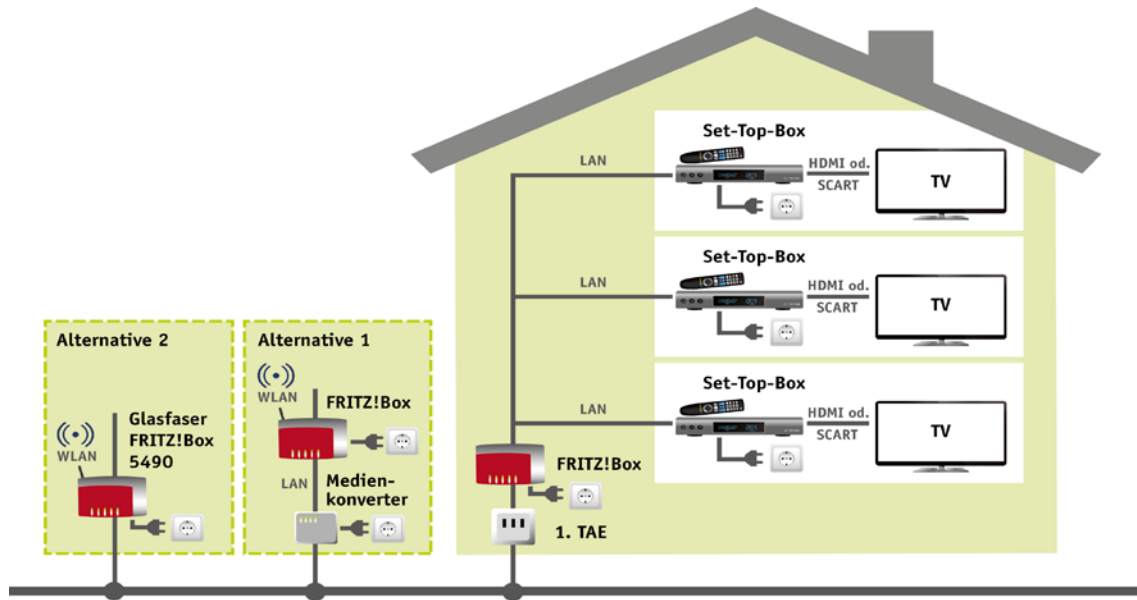 Set-Top-Box
LAN
HDMI od.
SCART
TV
Set-Top-Box
LAN
HDMI od.
SCART
TV
Set-Top-Box
LAN
HDMI od.
SCART
TV
FRITZ!Box
1. TAE
Alternative 2
WLAN
Glasfaser
FRITZ!Box
5490
Alternative 1
WLAN
FRITZ!Box
LAN
Medien-
konverter